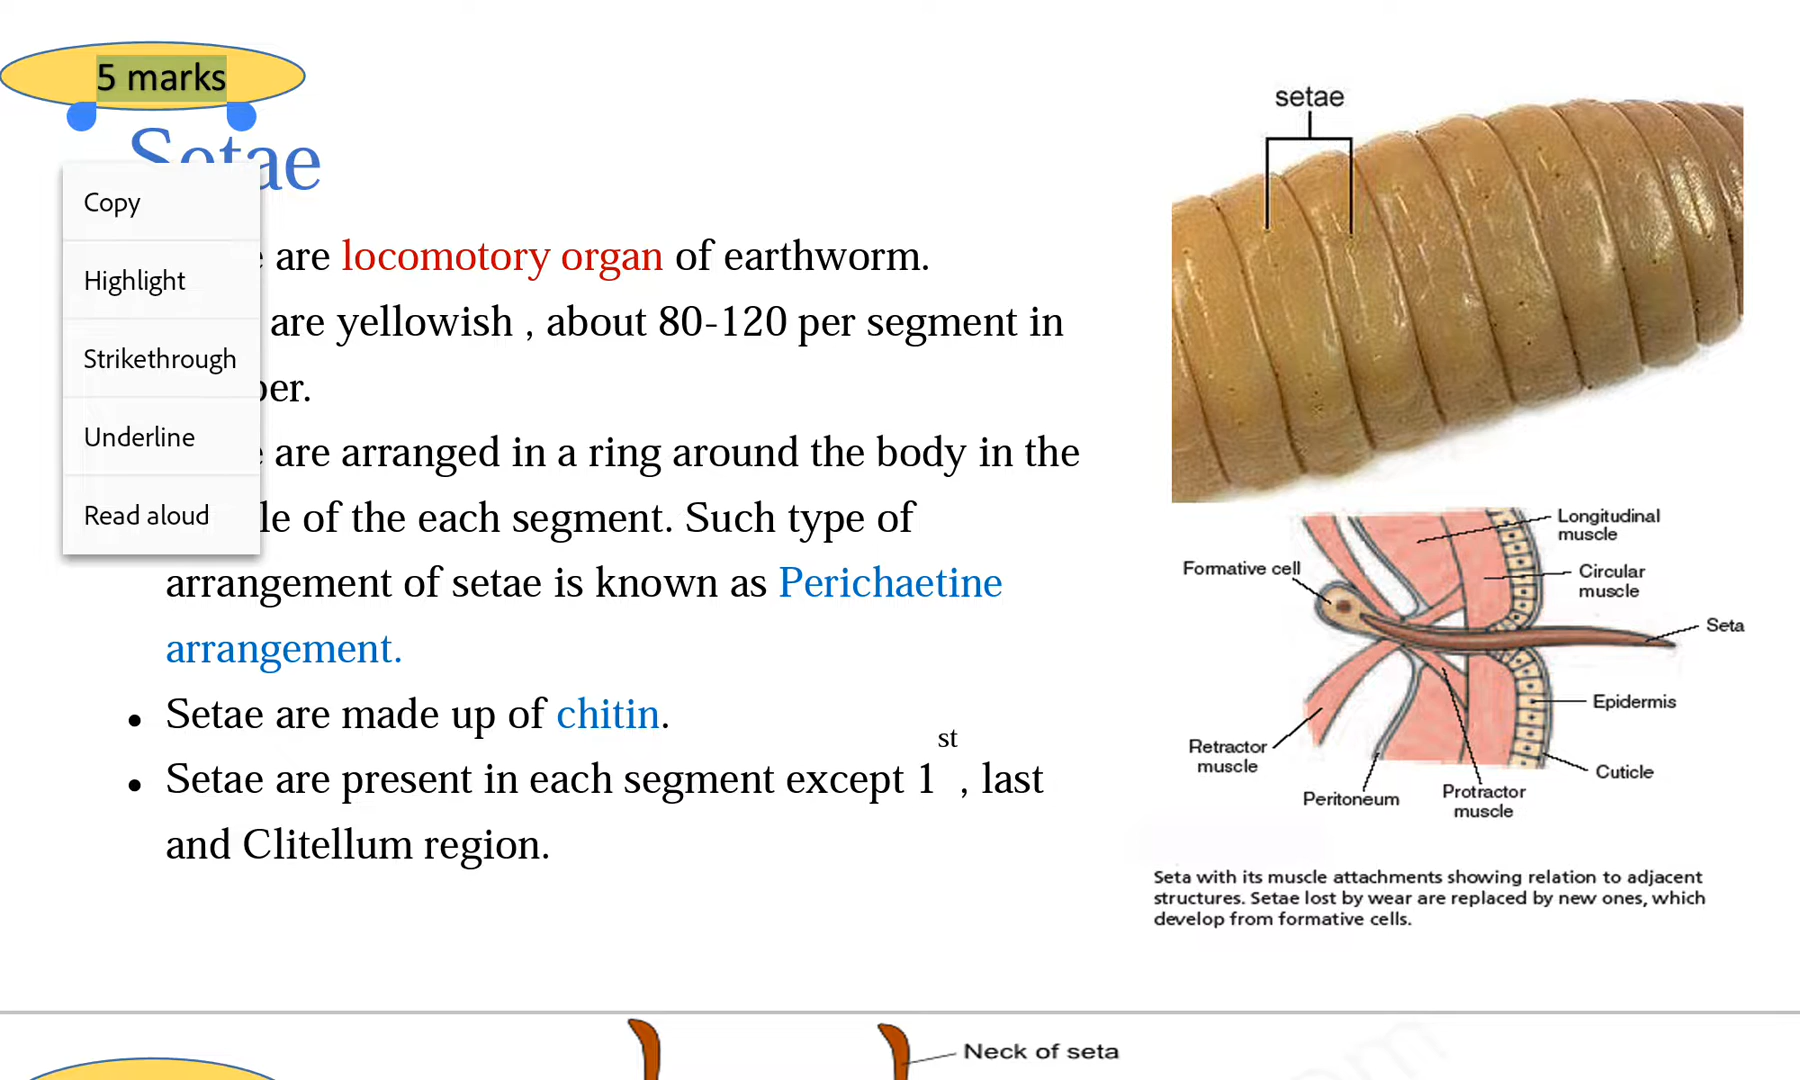 5 marks
Setae
are locomotory organ of earthworm.
are yellowish , about 80-120 per segment in
are arranged in a ring around the body in the
of the each segment. Such type of
arrangement of setae is known as Perichaetine
arrangement.
• Setae are made up of chitin.
• Setae are present in each segment except 1st, last
and Clitellum region.
Copy
Highlight
Strikethrough
Underline
Read aloud
setae
Longitudinal
muscle
Formative cell
Circular
muscle
Seta
Epidermis
Retractor
muscle
Cuticle
Peritoneum
Protractor
muscle
Seta with its muscle attachments showing relation to adjacent
structures. Setae lost by wear are replaced by new ones, which
develop from formative cells.
Neck of seta